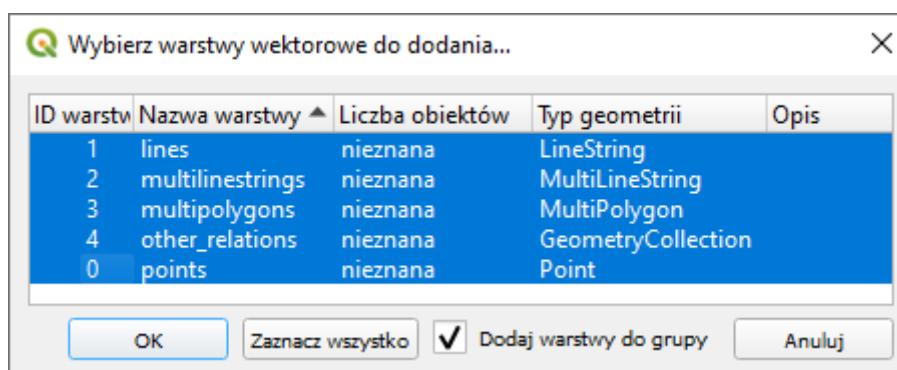 Wybierz warstwy wektorowe do dodania...
ID warstw Nazwa warstwy Liczba obiektów Typ geometrii Opis
1 lines nieznana LineString
2 multilinestrings nieznana MultiLineString
3 multipolygons nieznana MultiPolygon
4 other_relations nieznana GeometryCollection
0 points nieznana Point
OK Zaznacz wszystko Dodaj warstwy do grupy Anuluj